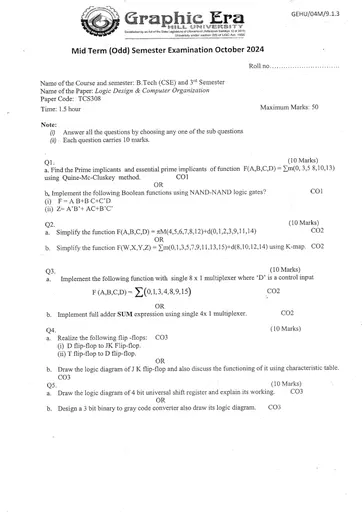 GEHU/04M/9.1.3
Graphic Era
HILL UNIVERSITY
Mid Term (Odd) Semester Examination October 2024
Roll no..............................
Name of the Course and semester: B.Tech (CSE) and 3rd Semester
Name of the Paper: Logic Design & Computer Organization
Paper Code: TCS308
Time: 1.5 hour Maximum Marks: 50
Note:
(i) Answer all the questions by choosing any one of the sub questions
(ii) Each question carries 10 marks.
Q1. (10 Marks)
a. Find the Prime implicants and essential prime implicants of function F(A,B,C,D) = ∑m(0, 3,5 8,10,13)
using Quine-Mc-Cluskey method. CO1
OR
b. Implement the following Boolean functions using NAND-NAND logic gates? CO1
(i) F = A B+B C+C'D
(ii) Z= A'B'+ AC+B'C'
Q2. (10 Marks)
a. Simplify the function F(A,B,C,D) = πM(4,5,6,7,8,12)+d(0,1,2,3,9,11,14) CO2
OR
b. Simplify the function F(W,X,Y,Z) = ∑m(0,1,3,5,7,9,11,13,15)+d(8,10,12,14) using K-map. CO2
Q3. (10 Marks)
a. Implement the following function with single 8 x 1 multiplexer where 'D' is a control input
F (A,B,C,D) = ∑(0,1,3,4,8,9,15) CO2
OR
b. Implement full adder SUM expression using single 4x 1 multiplexer. CO2
Q4. (10 Marks)
a. Realize the following flip -flops: CO3
(i) D flip-flop to JK Flip-flop.
(ii) T flip-flop to D flip-flop.
OR
b. Draw the logic diagram of J K flip-flop and also discuss the functioning of it using characteristic table.
CO3
Q5. (10 Marks)
a. Draw the logic diagram of 4 bit universal shift register and explain its working. CO3
OR
b. Design a 3 bit binary to gray code converter also draw its logic diagram. CO3